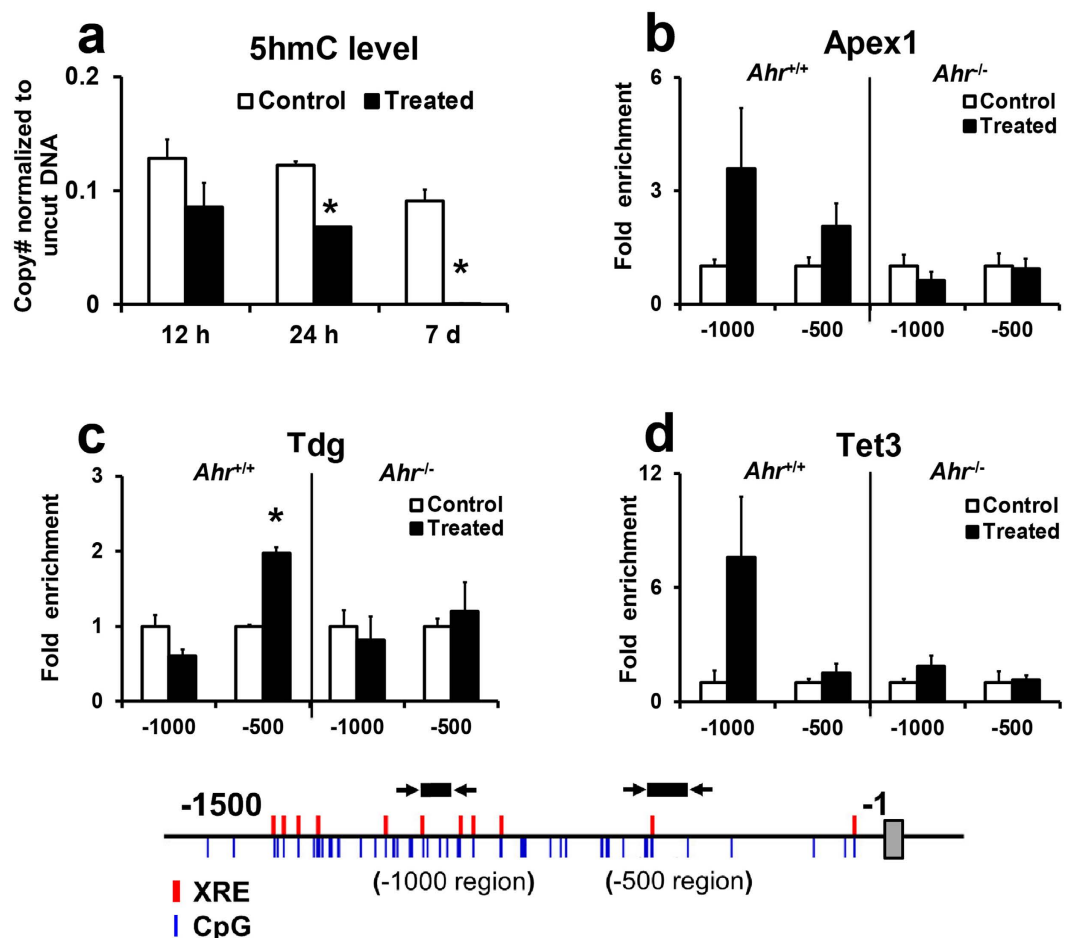 a
5hmC level
Copy# normalized to
uncut DNA
0.2
0.1
0
Control Treated
*
*
12 h 24 h 7 d
b
Apex1
Fold enrichment
6
3
0
Ahr+/+ Ahr-/-
Control
Treated
-1000 -500 -1000 -500
c
Tdg
Fold enrichment
3
2
1
0
Ahr+/+ Ahr-/-
Control
Treated
*
-1000 -500 -1000 -500
d
Tet3
Fold enrichment
12
6
0
Ahr+/+ Ahr-/-
Control
Treated
-1000 -500 -1000 -500
-1500 -1
(-1000 region) (-500 region)
XRE
CpG